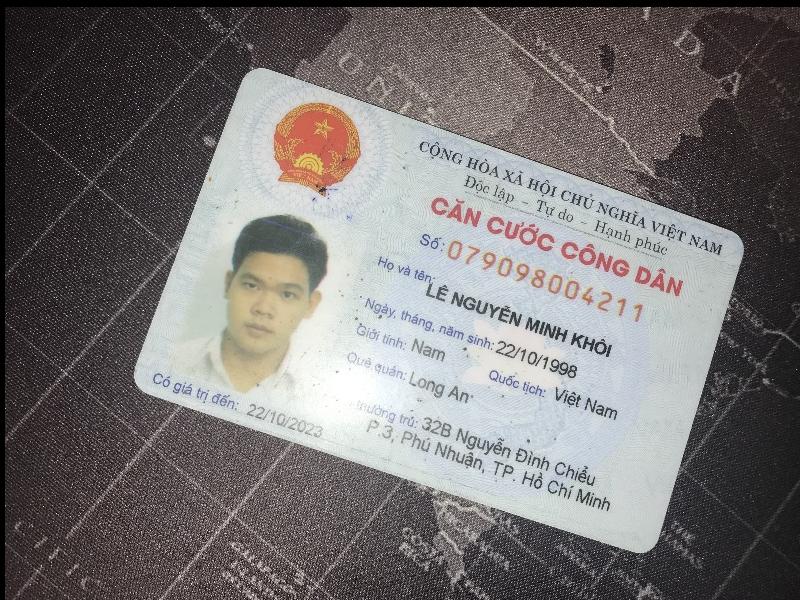 CỘNG HÒA XÃ HỘI CHỦ NGHĨA VIỆT NAM
Độc lập - Tự do - Hạnh phúc
CĂN CƯỚC CÔNG DÂN
Số: 079098004211
Họ và tên:
LÊ NGUYỄN MINH KHÔI
Ngày, tháng, năm sinh: 22/10/1998
Giới tính: Nam Quốc tịch: Việt Nam
Quê quán: Long An
thường trú: 32B Nguyễn Đình Chiểu
P.3, Phú Nhuận, TP. Hồ Chí Minh
Có giá trị đến: 22/10/2023